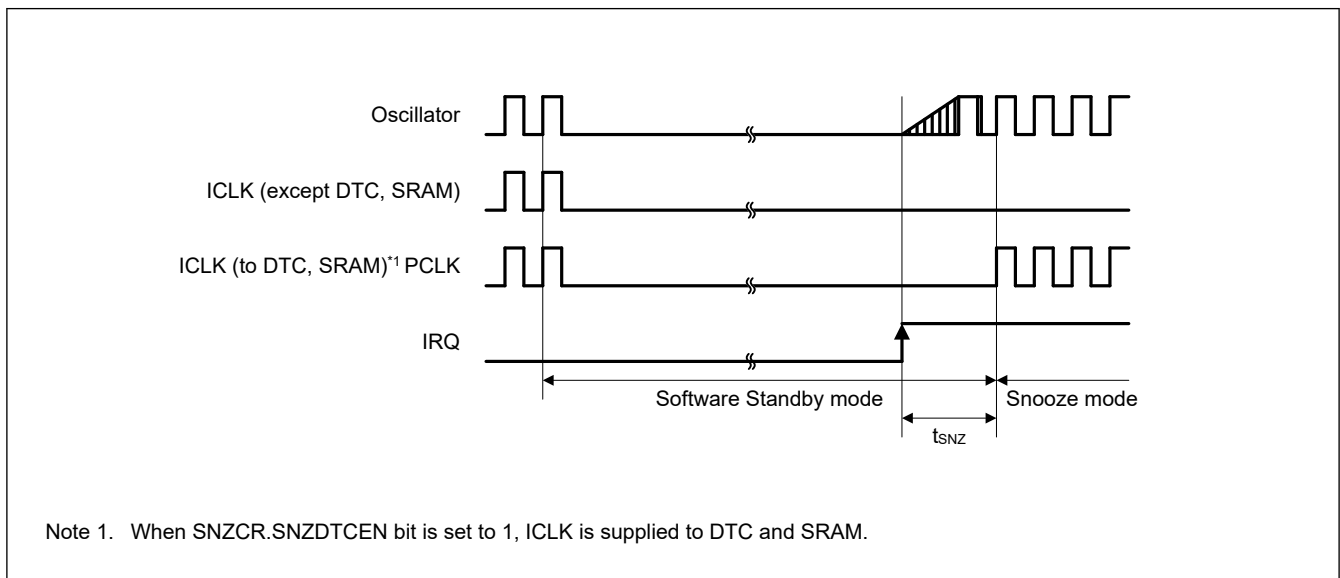 Oscillator
ICLK (except DTC, SRAM)
ICLK (to DTC, SRAM)*1 PCLK
IRQ
Software Standby mode
Snooze mode
tSNZ
Note 1. When SNZCR.SNZDTCEN bit is set to 1, ICLK is supplied to DTC and SRAM.